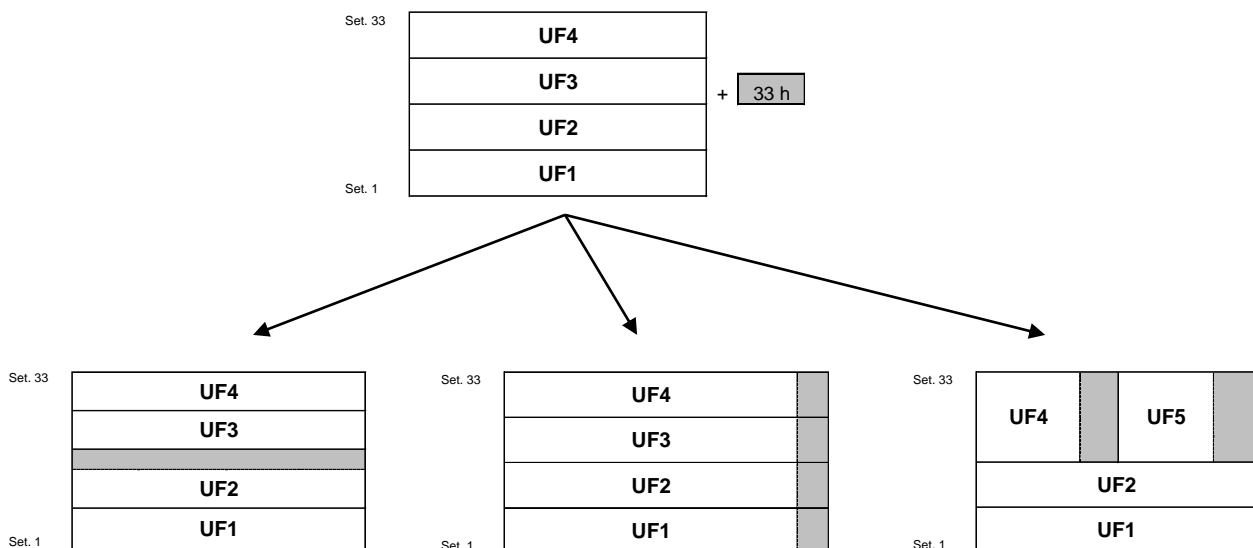 Set. 33
UF4
UF3
+ 33 h
UF2
UF1
Set. 1
Set. 33
UF4
UF3
UF2
UF1
Set. 1
Set. 33
UF4
UF3
UF2
UF1
Set. 1
Set. 33
UF4 UF5
UF2
UF1
Set. 1